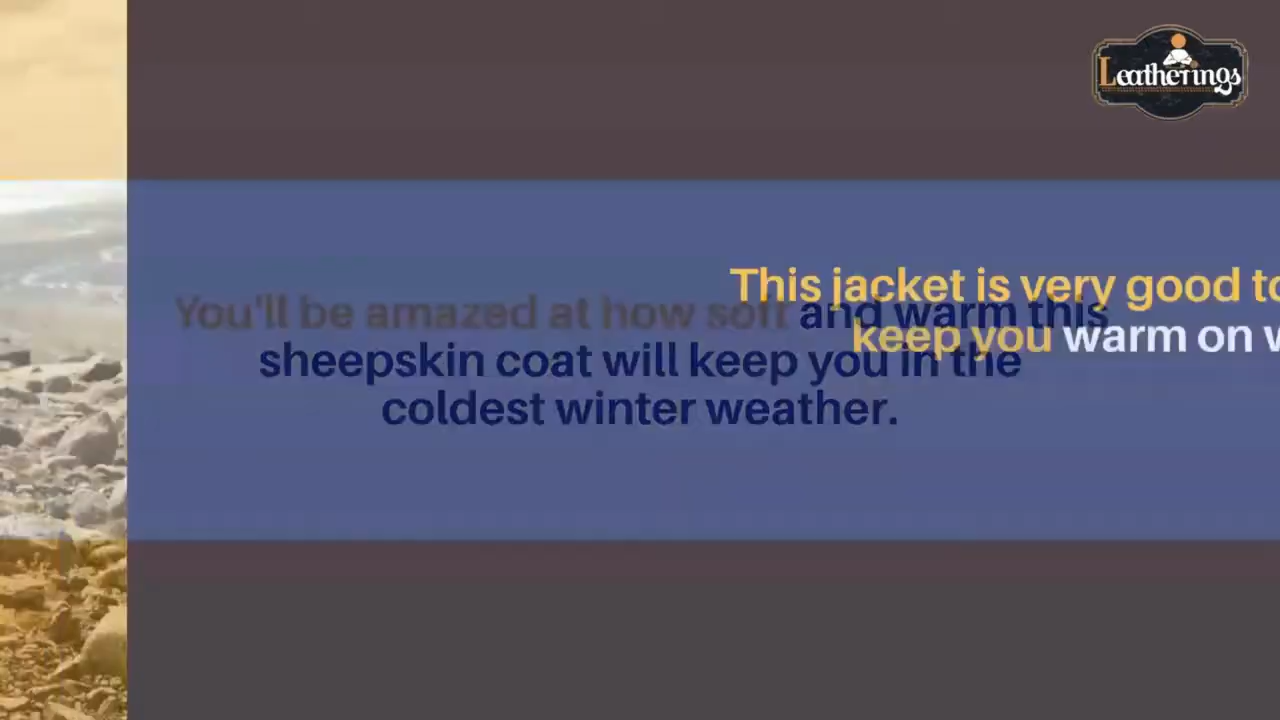 Leatherings
This jacket is very good to
keep you warm on w
You'll be amazed at how soft and warm this
sheepskin coat will keep you in the
coldest winter weather.